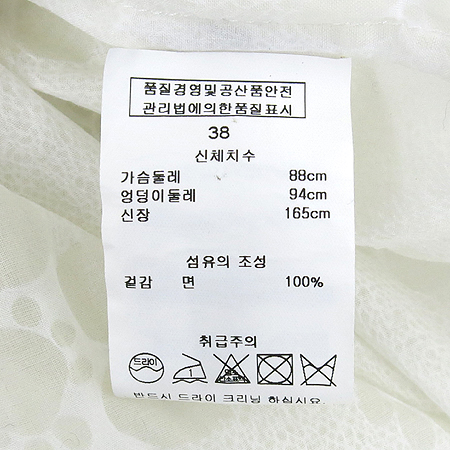 품질경영및공산품안전
관리법에의한품질표시
38
신체치수
가슴둘레 88cm
엉덩이둘레 94cm
신장 165cm
섬유의 조성
겉감 면 100%
취급주의
드라이
반드시 드라이 크리닝 하십시요.